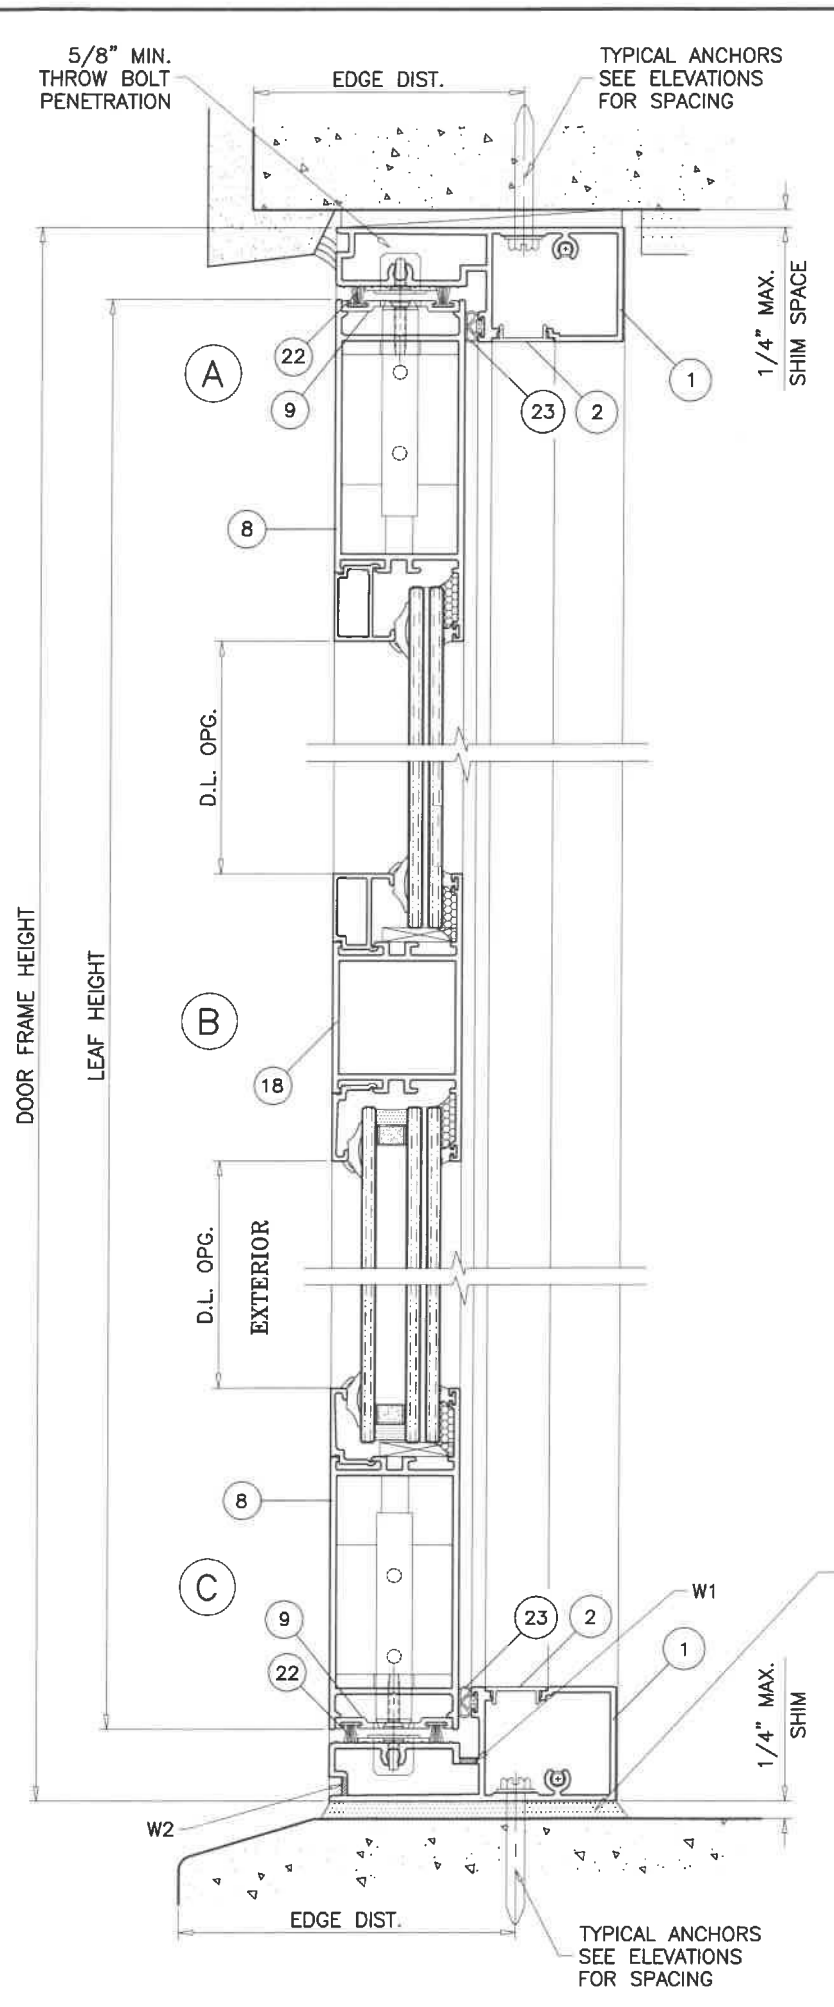 5/8" MIN.
THROW BOLT
PENETRATION
EDGE DIST.
TYPICAL ANCHORS
SEE ELEVATIONS
FOR SPACING
1/4" MAX.
SHIM SPACE
22
A
9
23
2
1
8
D.L. OPG.
DOOR FRAME HEIGHT
LEAF HEIGHT
B
18
D.L. OPG.
EXTERIOR
8
C
9
22
23
2
W1
1
1/4" MAX.
SHIM
W2
EDGE DIST.
TYPICAL ANCHORS
SEE ELEVATIONS
FOR SPACING